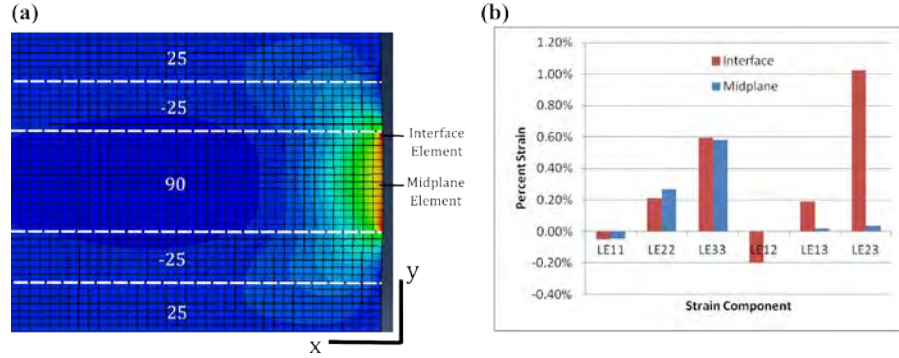 (a)
25
-25
90
-25
25
Interface
Element
Midplane
Element
y
x
(b)
1.20%
1.00%
0.80%
0.60%
0.40%
0.20%
0.00%
-0.20%
-0.40%
Percent Strain
Interface
Midplane
LE11 LE22 LE33 LE12 LE13 LE23
Strain Component